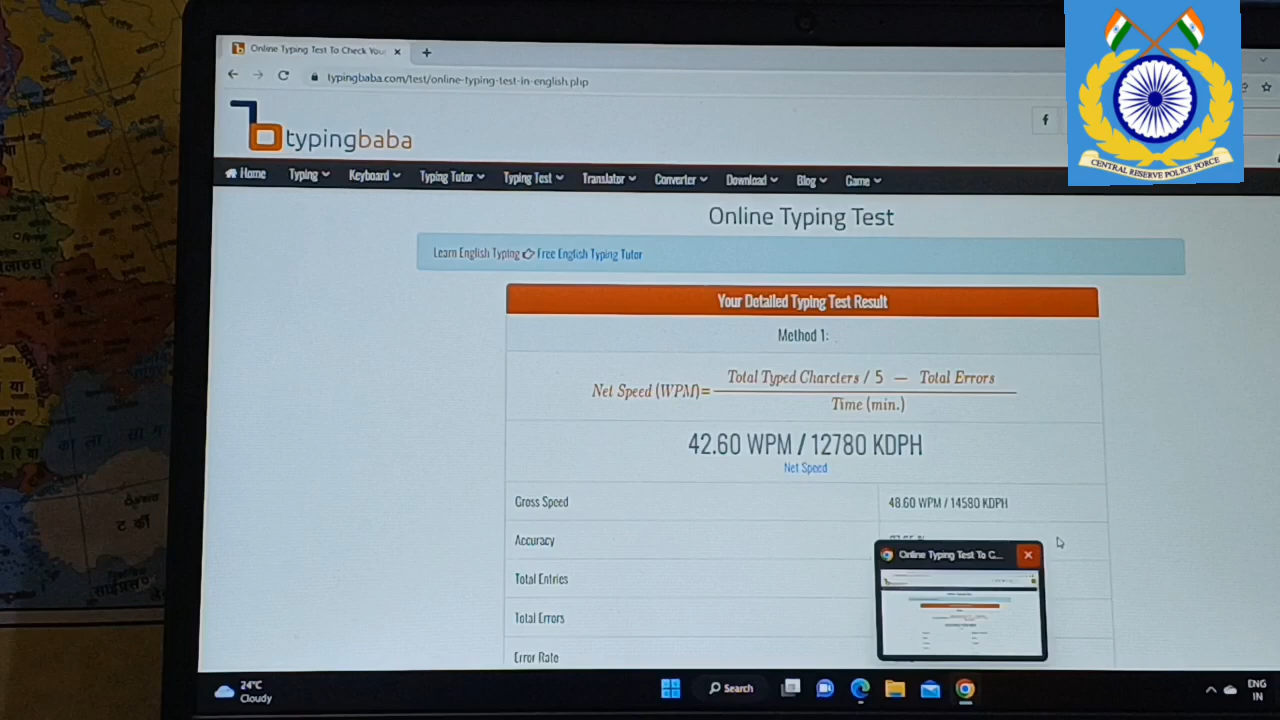 Online Typing Test To Check Your
typingbaba.com/test/online-typing-test-in-english.php
typingbaba
f
CENTRAL RESERVE POLICE FORCE
Home Typing Keyboard Typing Tutor Typing Test Translator Converter Download Blog Game
Online Typing Test
Learn English Typing Free English Typing Tutor
Your Detailed Typing Test Result
Method 1:
Net Speed (WPM)= Total Typed Charcters / 5 — Total Errors
Time (min.)
42.60 WPM / 12780 KDPH
Net Speed
Gross Speed 48.60 WPM / 14580 KDPH
Accuracy
Total Entries
Total Errors
Error Rate
Online Typing Test To C...
24°C
Cloudy
Search
ENG
IN
का ला सा ग
ट र्की